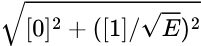 √([0]² + ([1]/√E)²)